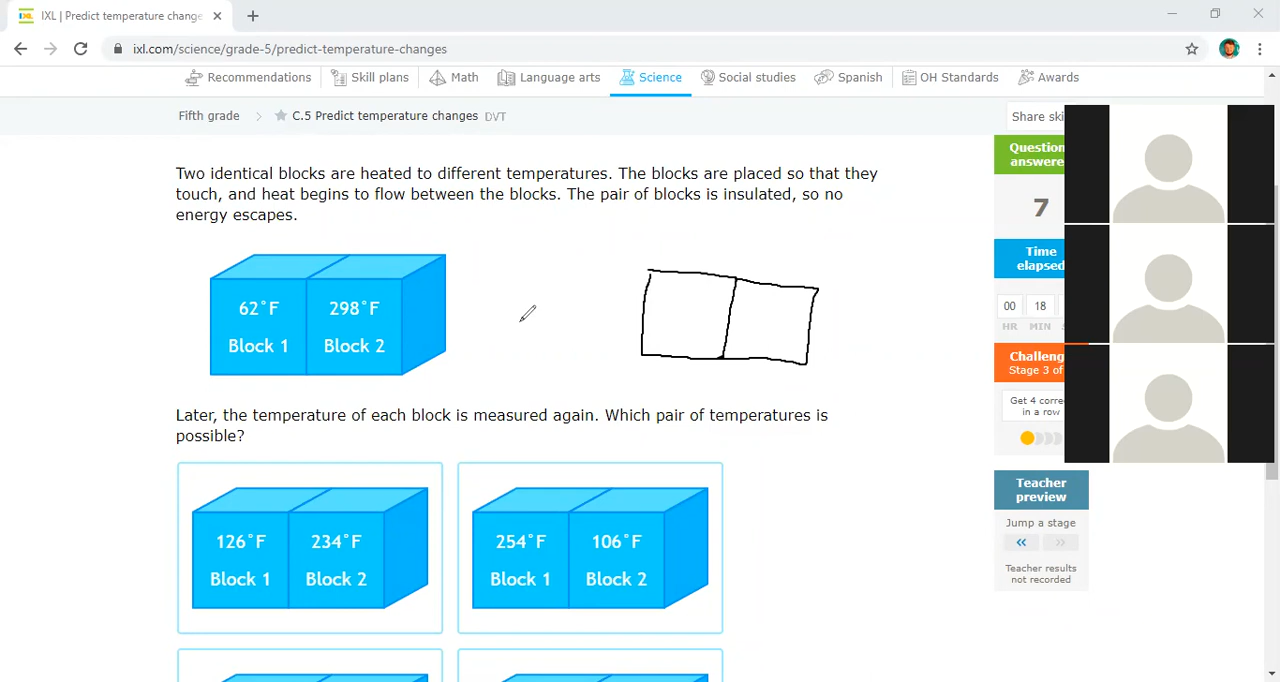 IXL | Predict temperature change
ixl.com/science/grade-5/predict-temperature-changes
Recommendations Skill plans Math Language arts Science Social studies Spanish OH Standards Awards
Fifth grade > C.5 Predict temperature changes DVT
Share ski
Two identical blocks are heated to different temperatures. The blocks are placed so that they
touch, and heat begins to flow between the blocks. The pair of blocks is insulated, so no
energy escapes.
62°F 298°F
Block 1 Block 2
Later, the temperature of each block is measured again. Which pair of temperatures is
possible?
126°F 234°F
Block 1 Block 2
254°F 106°F
Block 1 Block 2
Question
answere
7
Time
elapsed
00 18
HR MIN
Challeng
Stage 3 of
Get 4 corre
in a row
Teacher
preview
Jump a stage
<< >>
Teacher results
not recorded